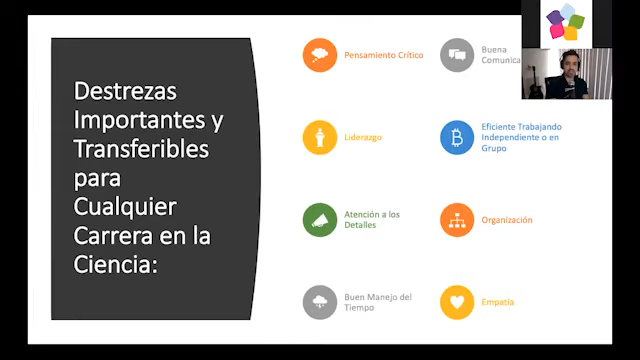 Destrezas
Importantes y
Transferibles
para
Cualquier
Carrera en la
Ciencia:
Pensamiento Crítico
Buena
Liderazgo
Eficiente Trabajando
Independiente o en
Grupo
Atención a los
Detalles
Organización
Buen Manejo del
Tiempo
Empatía